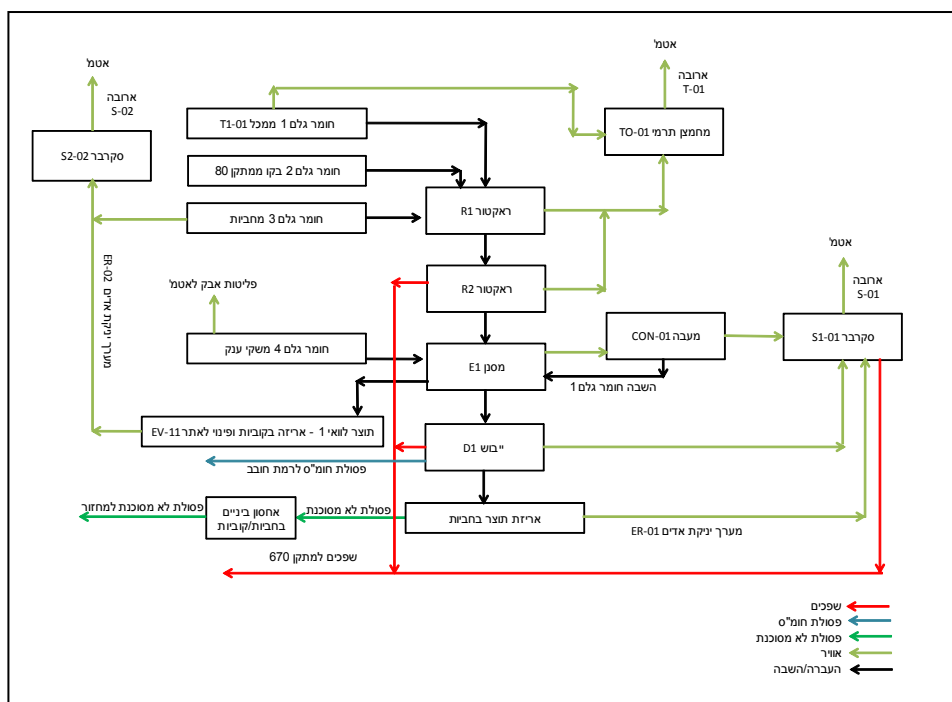 אטמ'
ארובה
S-02
סקרבר S2-02
אטמ'
ארובה
T-01
מחמצן תרמי TO-01
חומר גלם 1 ממכל T1-01
חומר גלם 2 בקו ממתקן 80
חומר גלם 3 מחביות
ראקטור R1
ראקטור R2
מערך יניקת אדים ER-02
פליטות אבק לאטמ'
חומר גלם 4 משקי ענק
מסנן E1
מעבה CON-01
השבה חומר גלם 1
אטמ'
ארובה
S-01
סקרבר S1-01
תוצר לוואי 1 - אריזה בקוביות ופינוי לאתר EV-11
ייבוש D1
פסולת חומ"ס לרמת חובב
אריזת תוצר בחביות
פסולת לא מסוכנת
אחסון ביניים
בחביות/קוביות
פסולת לא מסוכנת למחזור
מערך יניקת אדים ER-01
שפכים למתקן 670
שפכים
פסולת חומ"ס
פסולת לא מסוכנת
אוויר
העברה/השבה